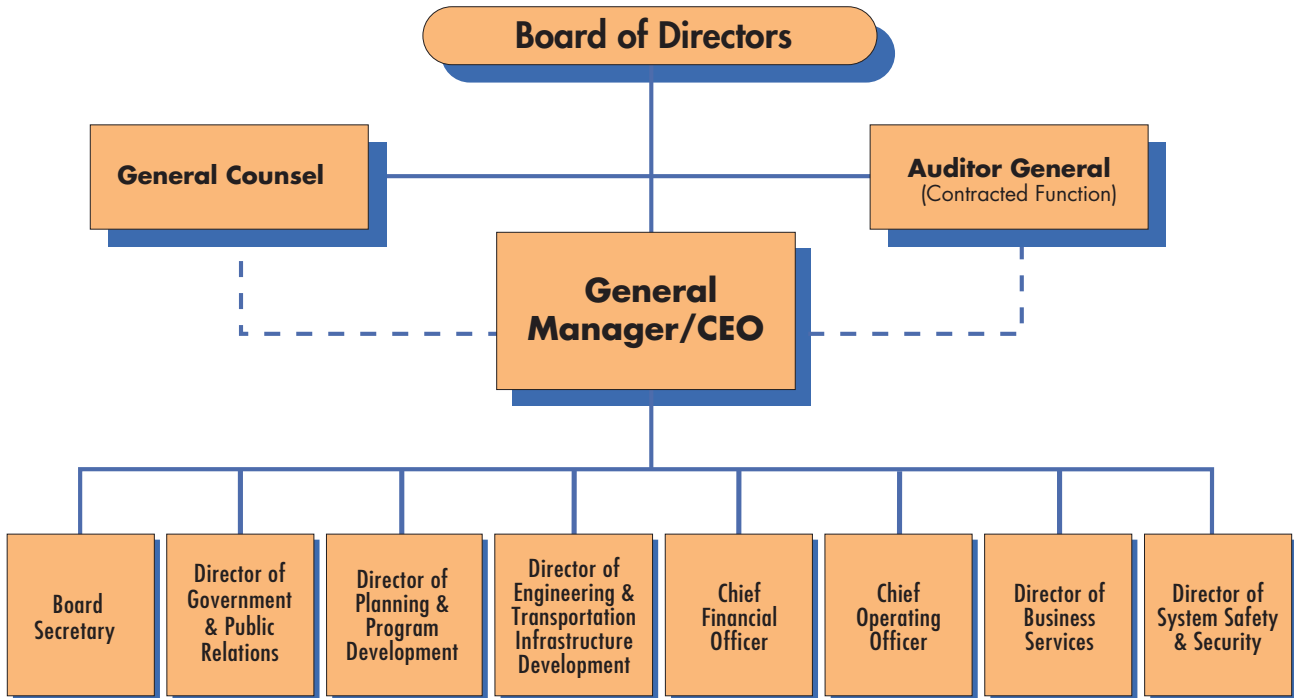 Board of Directors
General Counsel
Auditor General
(Contracted Function)
General
Manager/CEO
Board
Secretary
Director of
Government
& Public
Relations
Director of
Planning &
Program
Development
Director of
Engineering &
Transportation
Infrastructure
Development
Chief
Financial
Officer
Chief
Operating
Officer
Director of
Business
Services
Director of
System Safety
& Security